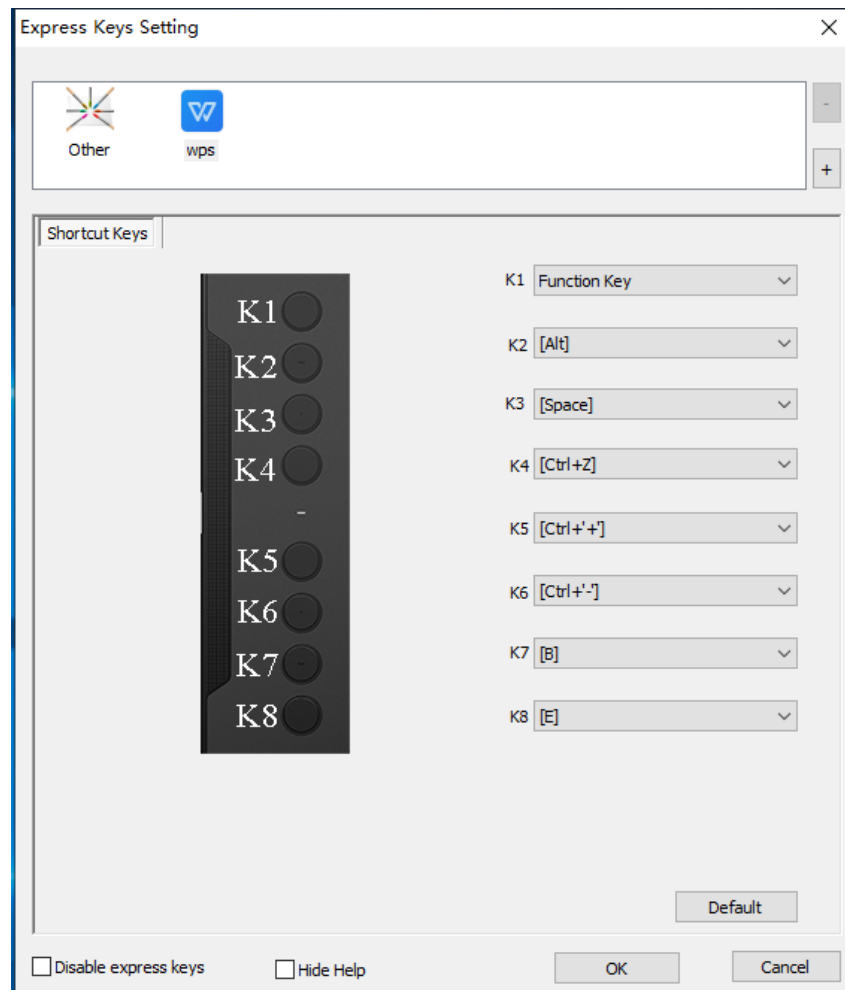 Express Keys Setting
-
Other
wps
+
Shortcut Keys
K1
K1 Function Key
K2
K2 [Alt]
K3
K3 [Space]
K4
K4 [Ctrl+Z]
K5
K5 [Ctrl+'+']
K6
K6 [Ctrl+'-']
K7
K7 [B]
K8
K8 [E]
Default
Disable express keys
Hide Help
OK
Cancel